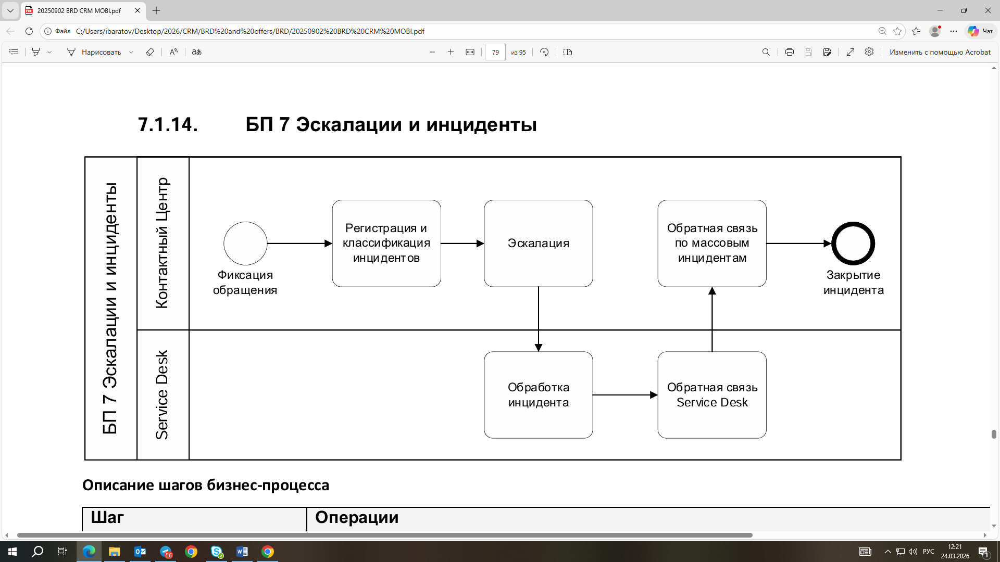 20250902 BRD CRM MOBI.pdf
Файл C:/Users/ibaratov/Desktop/2026/CRM/BRD%20and%20offers/BRD/20250902%20BRD%20CRM%20MOBI.pdf
Чат
Нарисовать
79 из 95
Изменить с помощью Acrobat
7.1.14. БП 7 Эскалации и инциденты
БП 7 Эскалации и инциденты
Контактный Центр
Фиксация
обращения
Регистрация и
классификация
инцидентов
Эскалация
Обратная связь
по массовым
инцидентам
Закрытие
инцидента
Service Desk
Обработка
инцидента
Обратная связь
Service Desk
Описание шагов бизнес-процесса
Шаг Операции
56
РУС
12:21
24.03.2026
1